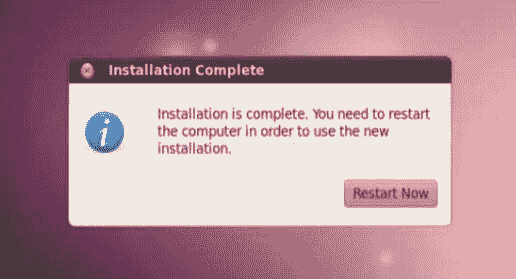 Installation Complete
Installation is complete. You need to restart
the computer in order to use the new
installation.
Restart Now